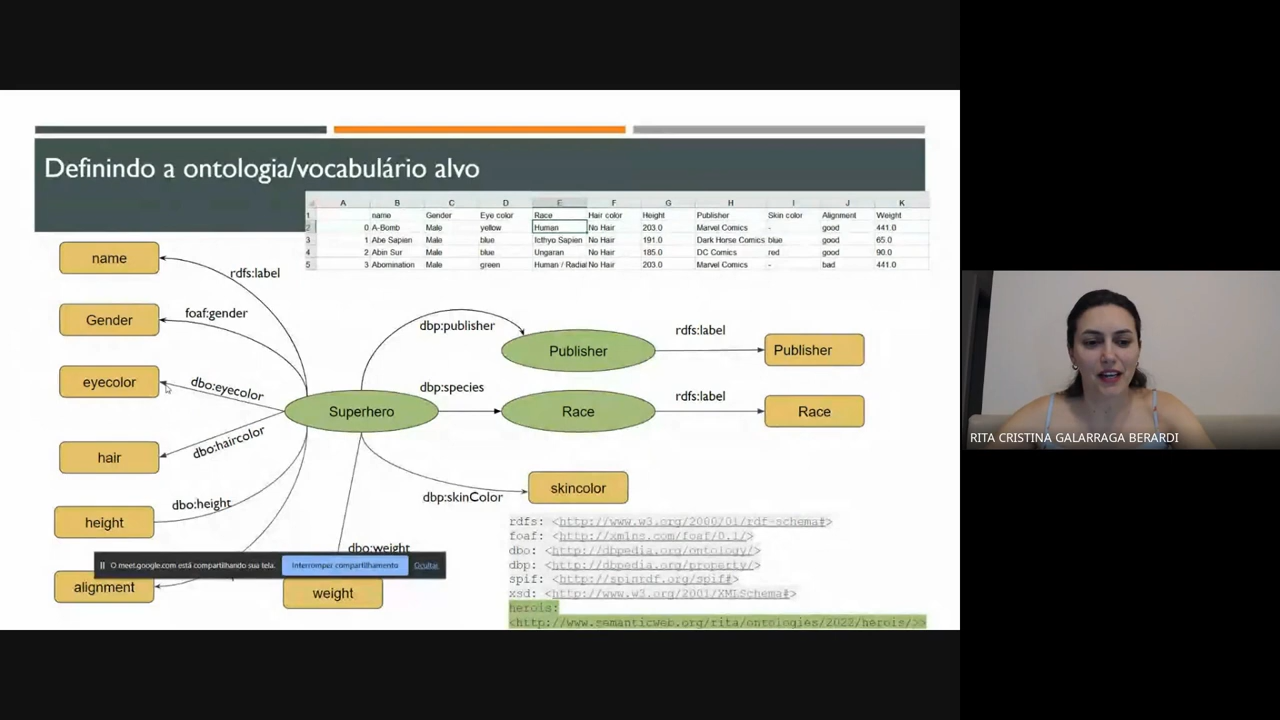 Definindo a ontologia/vocabulário alvo
A B C D E F G H I J K
1 name Gender Eye color Race Hair color Height Publisher Skin color Alignment Weight
2 0 A-Bomb Male yellow Human No Hair 203.0 Marvel Comics - good 441.0
3 1 Abe Sapien Male blue Icthyo Sapien No Hair 191.0 Dark Horse Comics blue good 65.0
4 2 Abin Sur Male blue Ungaran No Hair 185.0 DC Comics red good 90.0
5 3 Abomination Male green Human / Radiat No Hair 203.0 Marvel Comics - bad 441.0
name
rdfs:label
Gender
foaf:gender
dbp:publisher
rdfs:label
Publisher
Publisher
eyecolor
dbo:eyecolor
dbp:species
rdfs:label
Superhero
Race
Race
hair
dbo:haircolor
skincolor
dbp:skinColor
dbo:height
height
dbo:weight
alignment
weight
O meet.google.com está compartilhando sua tela. Interromper compartilhamento Ocultar
rdfs: <http://www.w3.org/2000/01/rdf-schema#>
foaf: <http://xmlns.com/foaf/0.1/>
dbo: <http://dbpedia.org/ontology/>
dbp: <http://dbpedia.org/property/>
spif: <http://spinrdf.org/spif#>
xsd: <http://www.w3.org/2001/XMLSchema#>
herois:
<http://www.semanticweb.org/rita/ontologies/2022/herois/>>
RITA CRISTINA GALARRAGA BERARDI